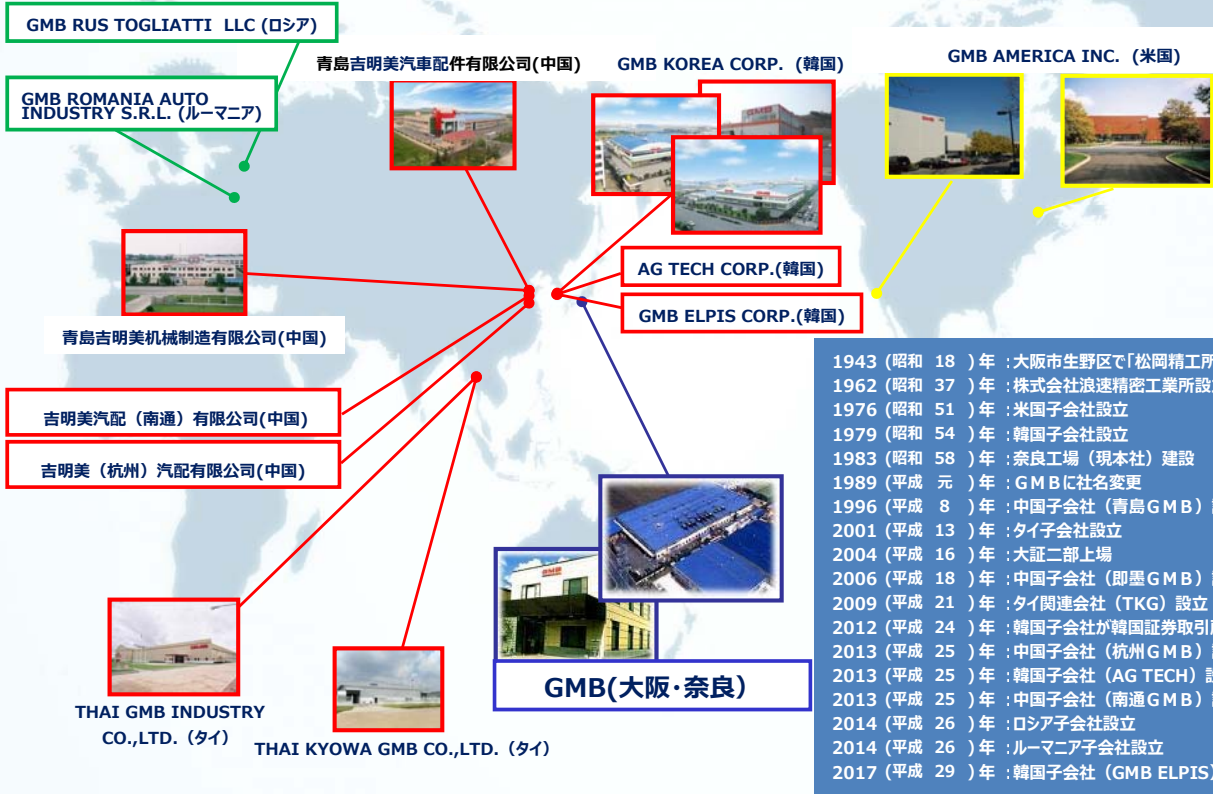 GMB RUS TOGLIATTI LLC (ロシア)
GMB ROMANIA AUTO
INDUSTRY S.R.L. (ルーマニア)
青島吉明美汽車配件有限公司(中国)
GMB KOREA CORP. (韓国)
GMB AMERICA INC. (米国)
AG TECH CORP.(韓国)
GMB ELPIS CORP.(韓国)
青島吉明美机械制造有限公司(中国)
吉明美汽配（南通）有限公司(中国)
吉明美（杭州）汽配有限公司(中国)
THAI GMB INDUSTRY
CO.,LTD.（タイ）
THAI KYOWA GMB CO.,LTD.（タイ）
GMB(大阪･奈良）
1943 (昭和 18 ）年 ：大阪市生野区で「松岡精工所
1962 (昭和 37 ）年 ：株式会社浪速精密工業所設
1976 (昭和 51 ）年 ：米国子会社設立
1979 (昭和 54 ）年 ：韓国子会社設立
1983 (昭和 58 ）年 ：奈良工場（現本社）建設
1989 (平成 元 ）年 ：ＧＭＢに社名変更
1996 (平成 8 ）年 ：中国子会社（青島ＧＭＢ）
2001 (平成 13 ）年 ：タイ子会社設立
2004 (平成 16 ）年 ：大証二部上場
2006 (平成 18 ）年 ：中国子会社（即墨ＧＭＢ）
2009 (平成 21 ）年 ：タイ関連会社（TKG）設立
2012 (平成 24 ）年 ：韓国子会社が韓国証券取引
2013 (平成 25 ）年 ：中国子会社（杭州ＧＭＢ）
2013 (平成 25 ）年 ：韓国子会社（AG TECH）設
2013 (平成 25 ）年 ：中国子会社（南通ＧＭＢ）
2014 (平成 26 ）年 ：ロシア子会社設立
2014 (平成 26 ）年 ：ルーマニア子会社設立
2017 (平成 29 ）年 ：韓国子会社（GMB ELPIS）